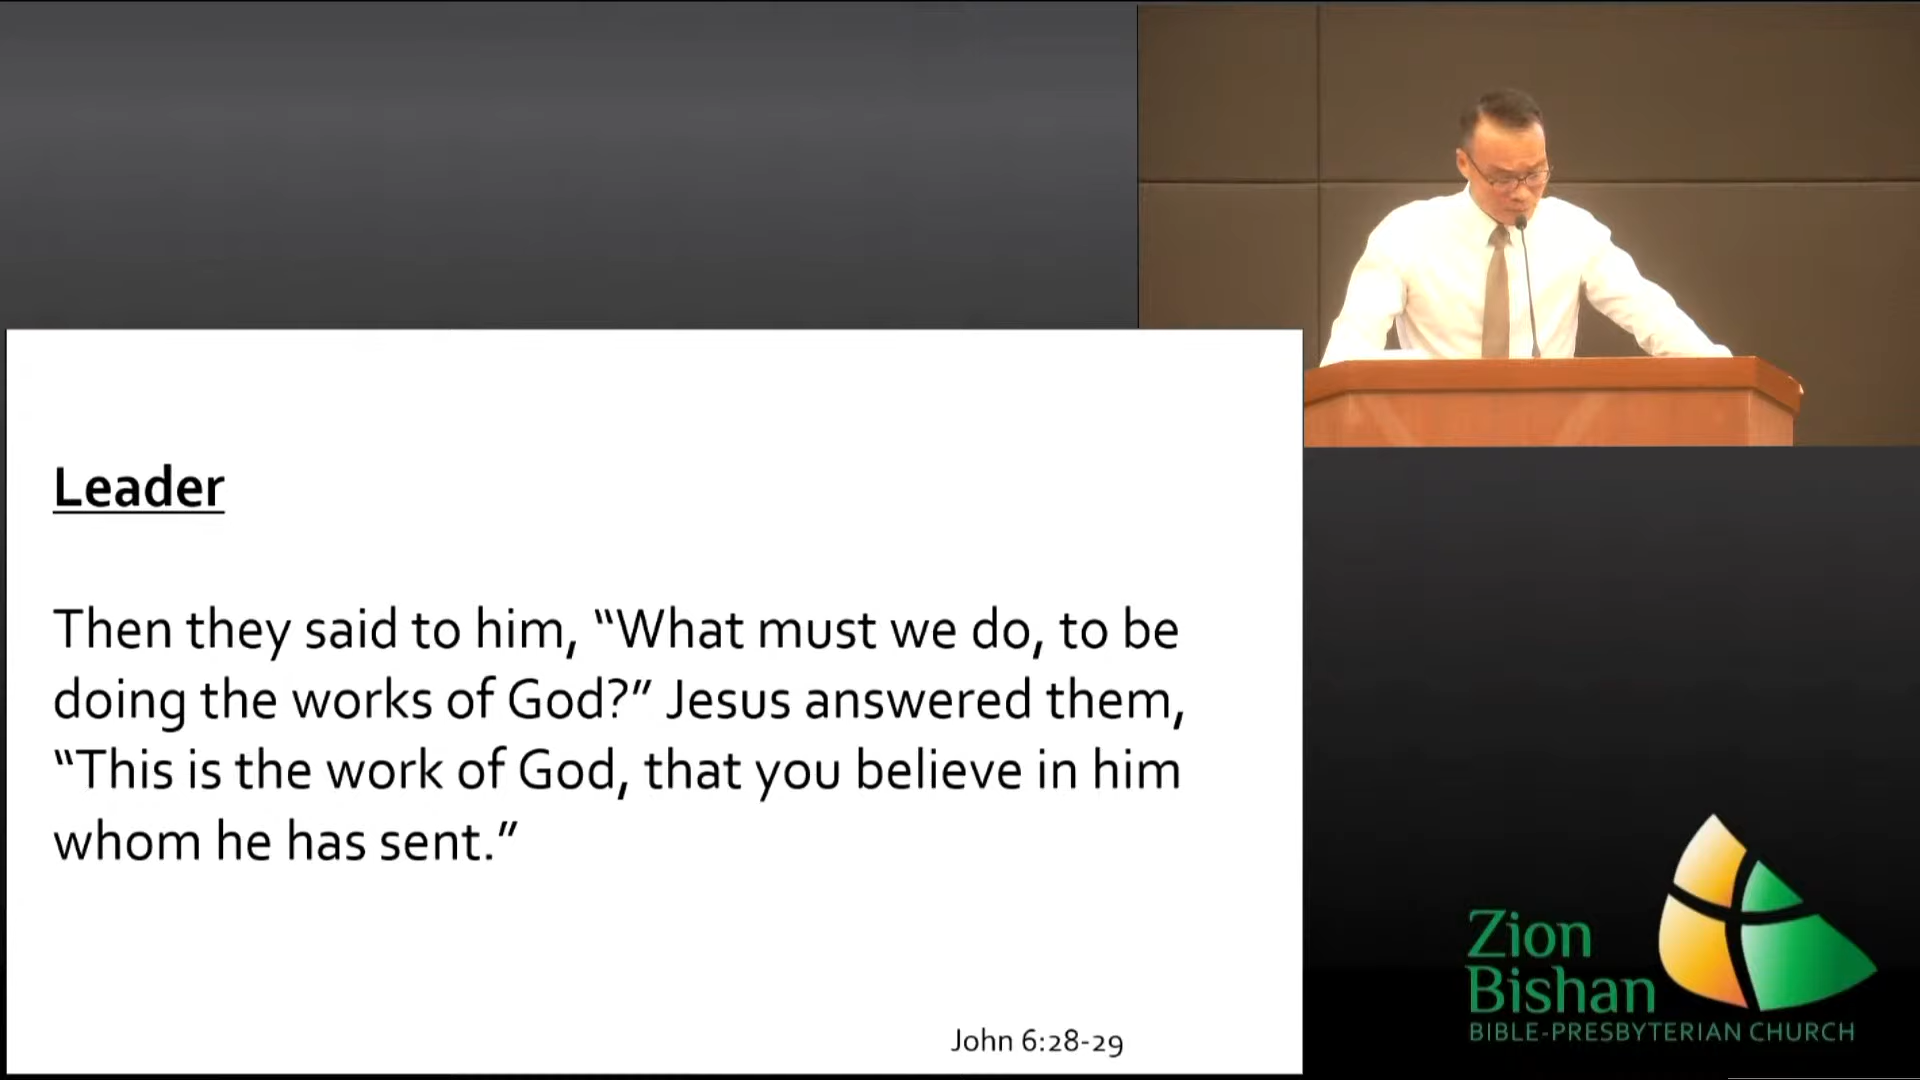 Leader
Then they said to him, “What must we do, to be
doing the works of God?” Jesus answered them,
“This is the work of God, that you believe in him
whom he has sent.”
John 6:28-29
Zion
Bishan
BIBLE-PRESBYTERIAN CHURCH